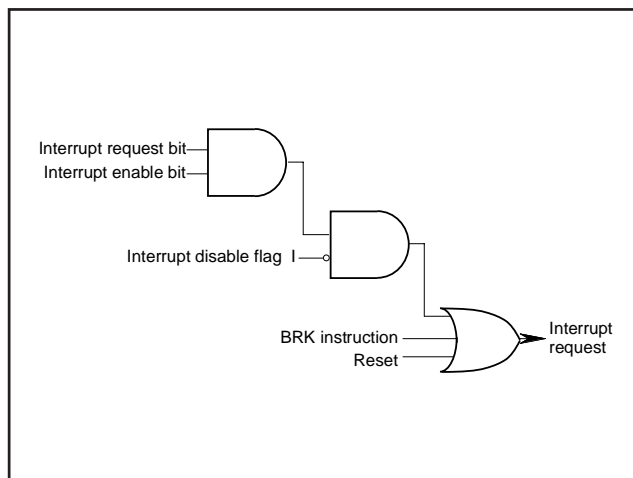 Interrupt request bit
Interrupt enable bit
Interrupt disable flag I
BRK instruction
Reset
Interrupt
request